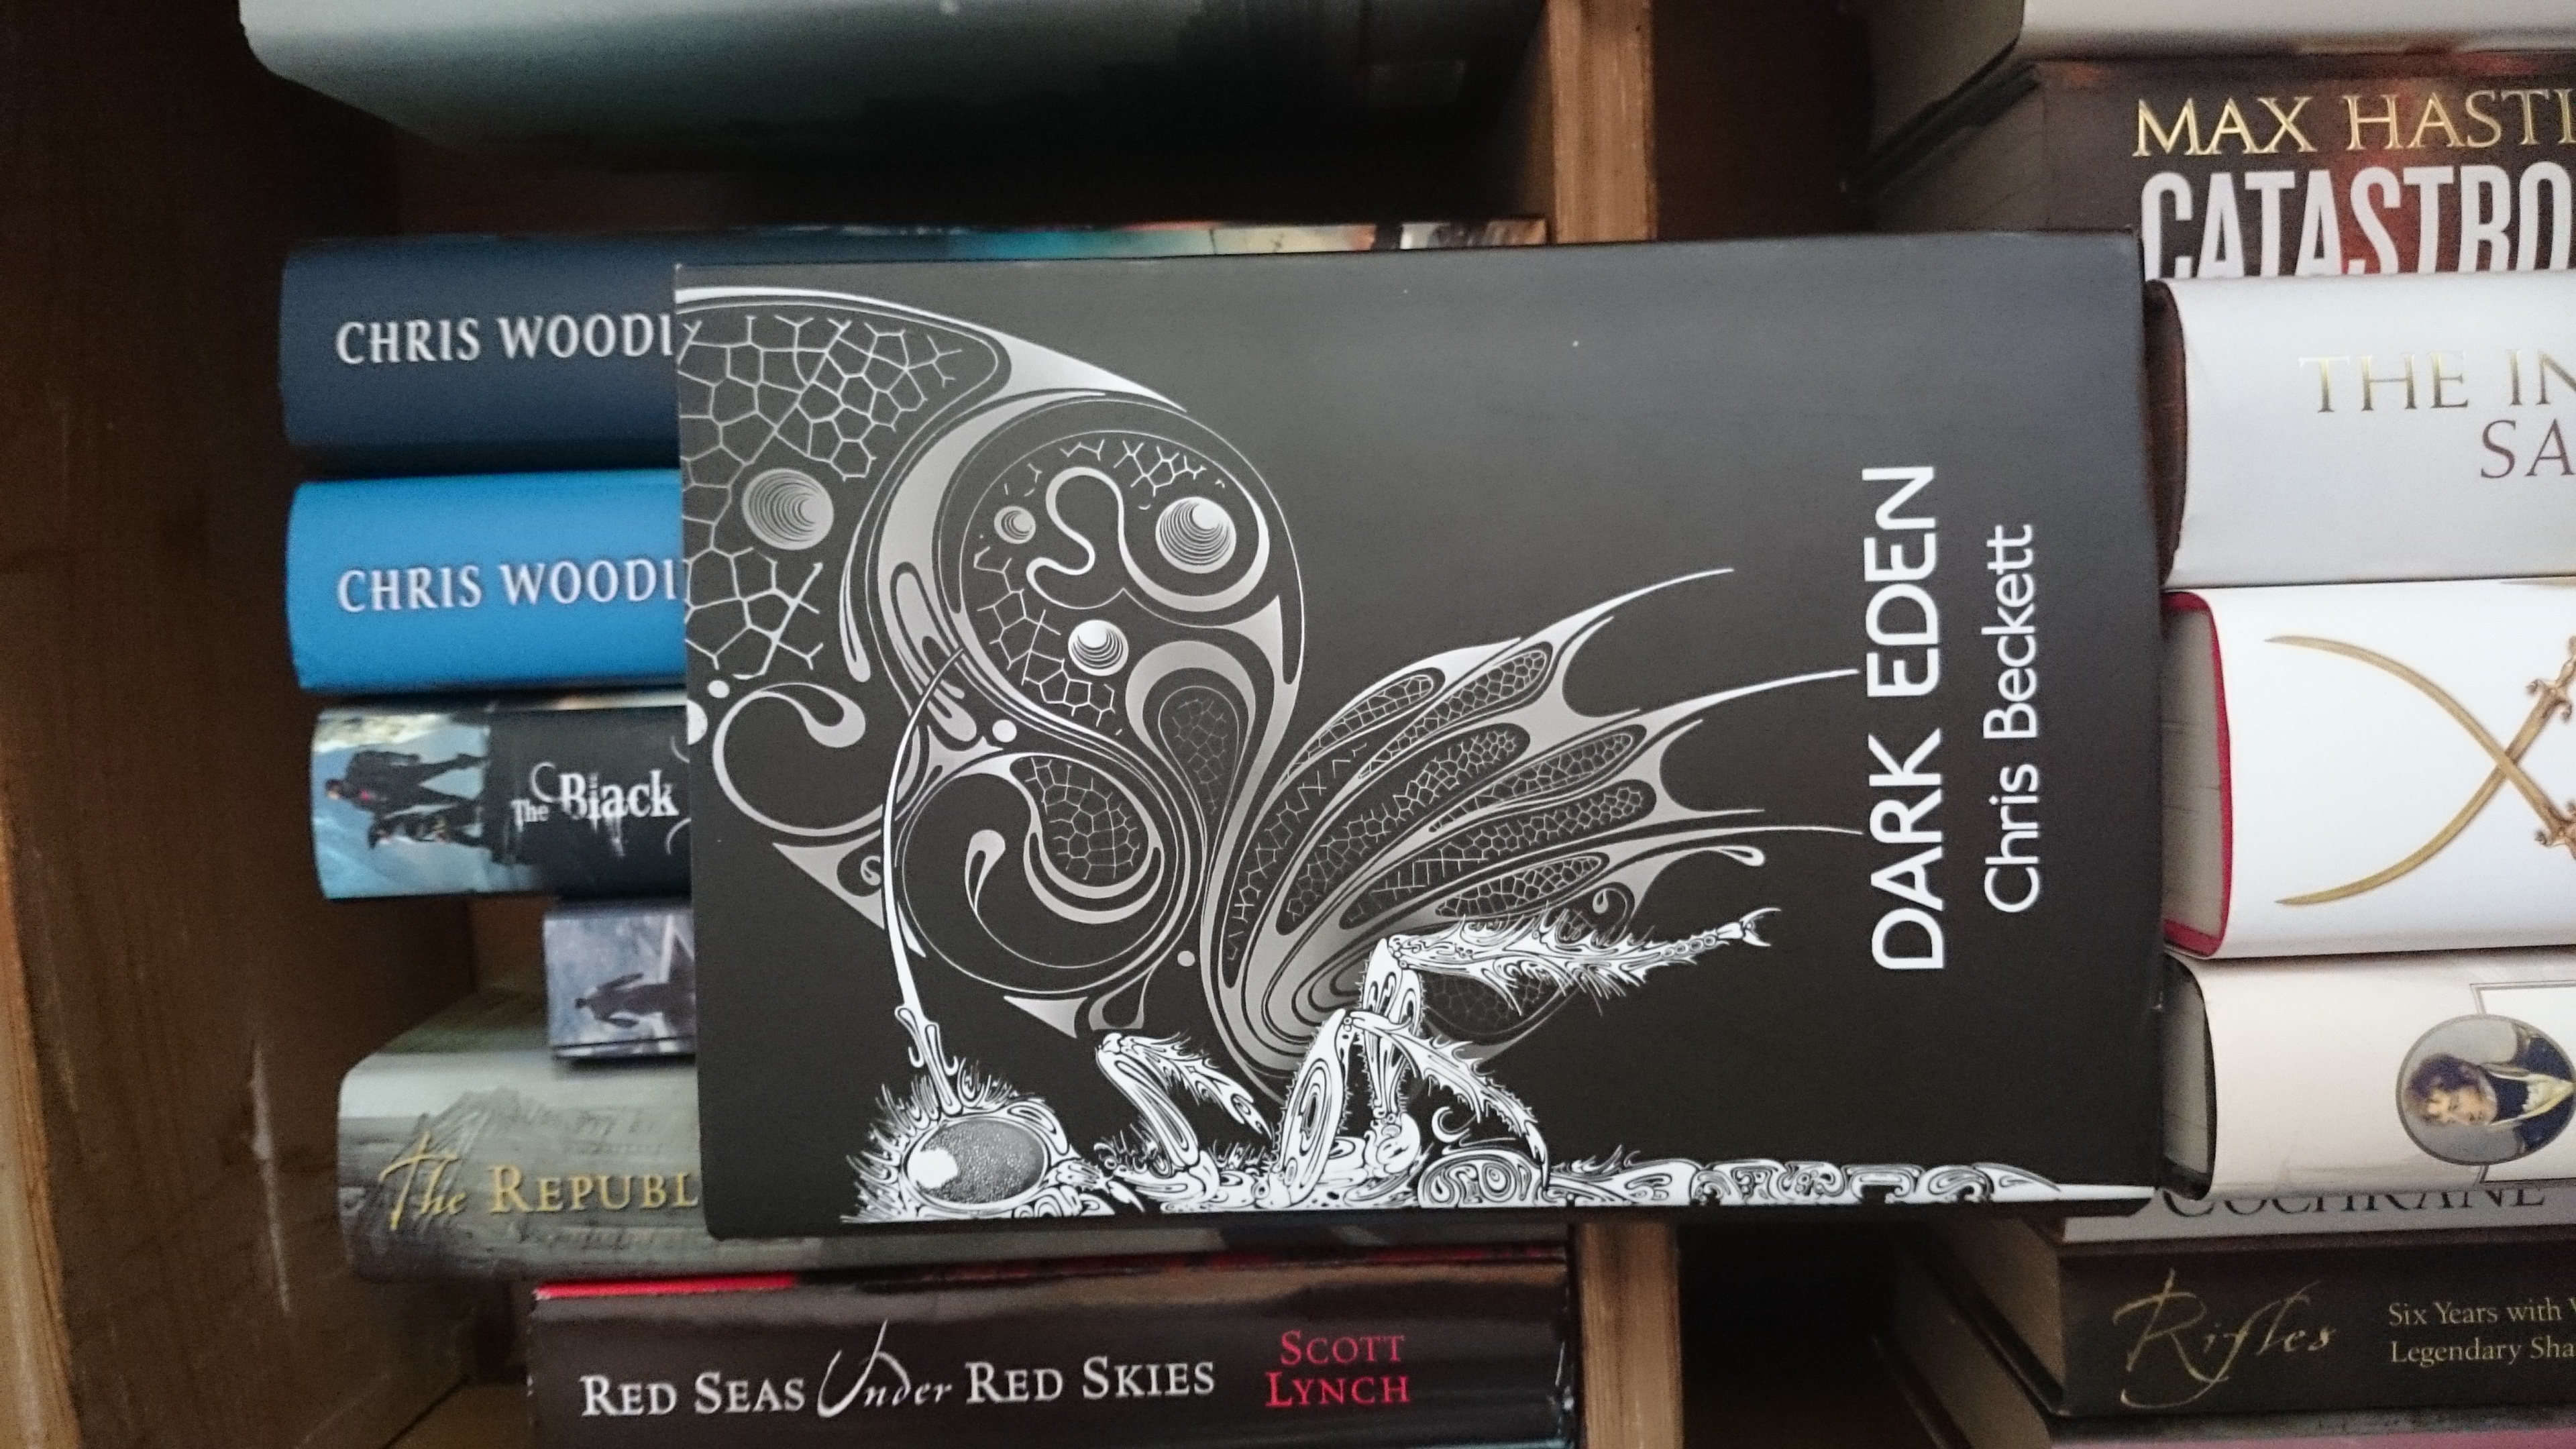 CHRIS WOODI
CHRIS WOODI
The Black
The REPUBL
RED SEAS Under RED SKIES
SCOTT
LYNCH
DARK EDEN
Chris Beckett
MAX HASTI
CATASTRO
THE IN
SA
COCHRANE
Rifles
Six Years with
Legendary Sha